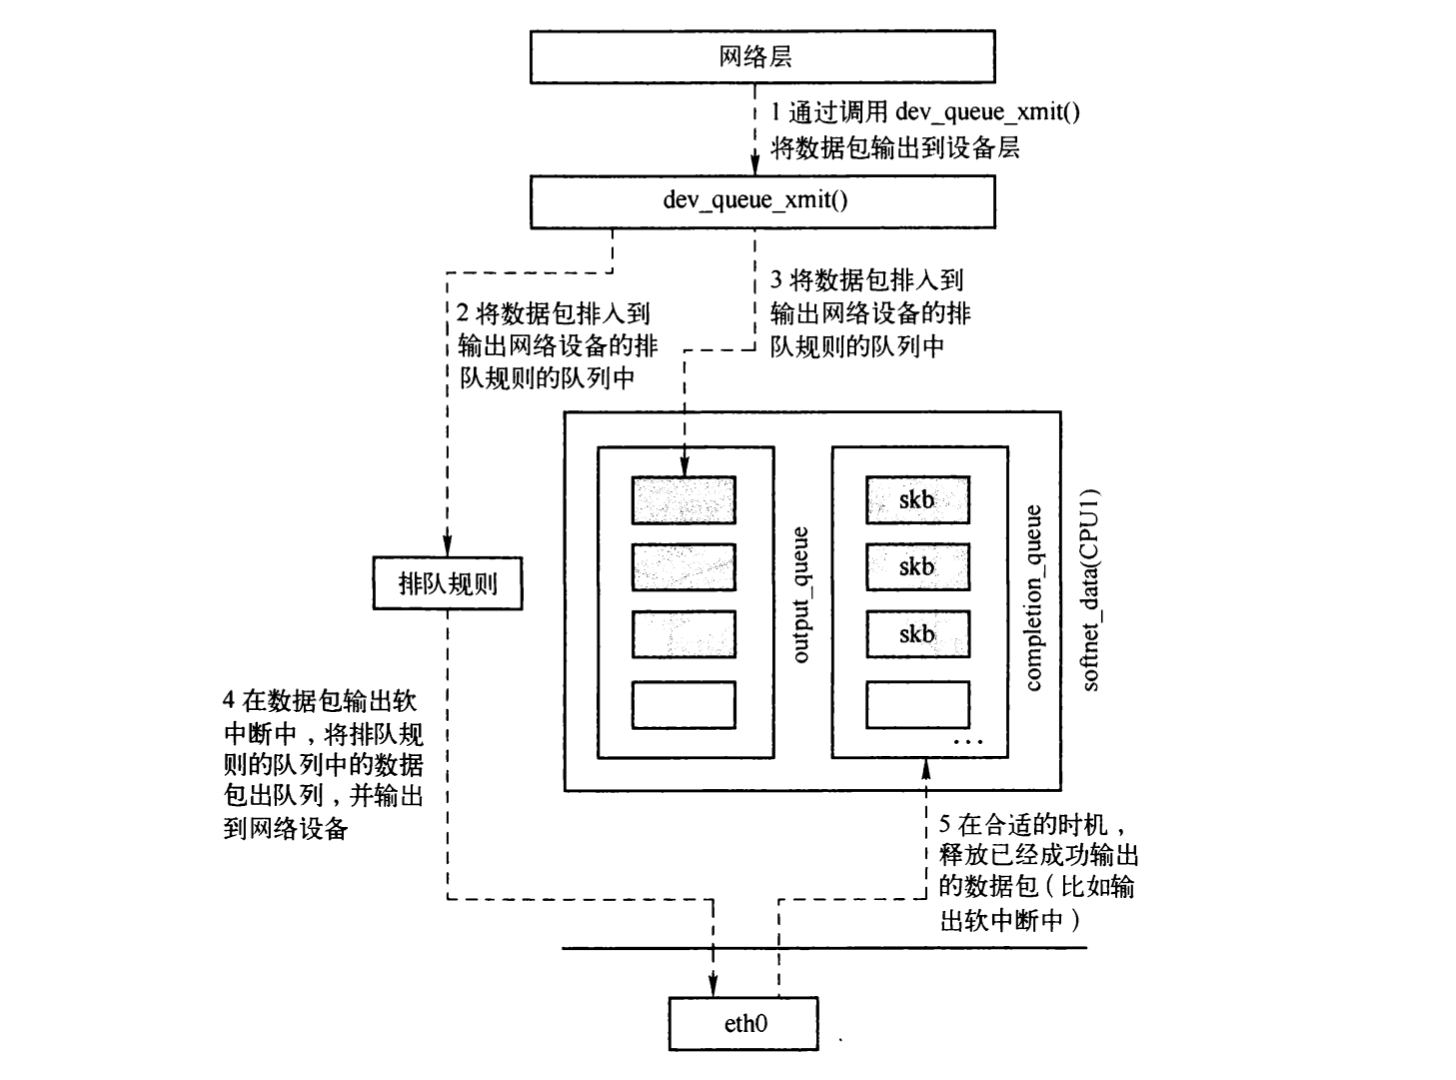 网络层
1 通过调用 dev_queue_xmit()
将数据包输出到设备层
dev_queue_xmit()
2 将数据包排入到
输出网络设备的排
队规则的队列中
3 将数据包排入到
输出网络设备的排
队规则的队列中
排队规则
skb
skb
skb
...
output_queue
completion_queue
softnet_data(CPU1)
4 在数据包输出软
中断中，将排队规
则的队列中的数据
包出队列，并输出
到网络设备
5 在合适的时机，
释放已经成功输出
的数据包（比如输
出软中断中）
eth0